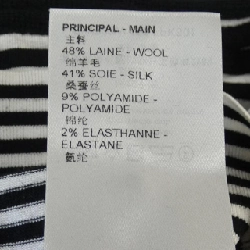 PRINCIPAL - MAIN
主料
48% LAINE - WOOL
绵羊毛
41% SOIE - SILK
桑蚕丝
9% POLYAMIDE -
POLYAMIDE
锦纶
2% ELASTHANNE -
ELASTANE
氨纶